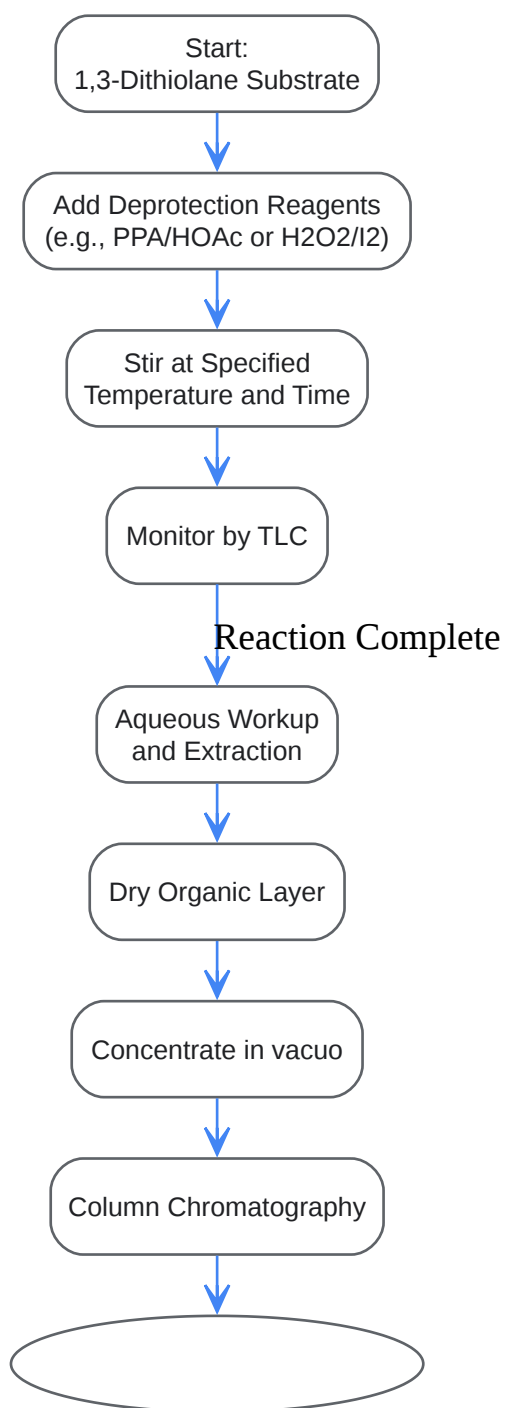 Start:
1,3-Dithiolane Substrate
Add Deprotection Reagents
(e.g., PPA/HOAc or H2O2/I2)
Stir at Specified
Temperature and Time
Monitor by TLC
Reaction Complete
Aqueous Workup
and Extraction
Dry Organic Layer
Concentrate in vacuo
Column Chromatography